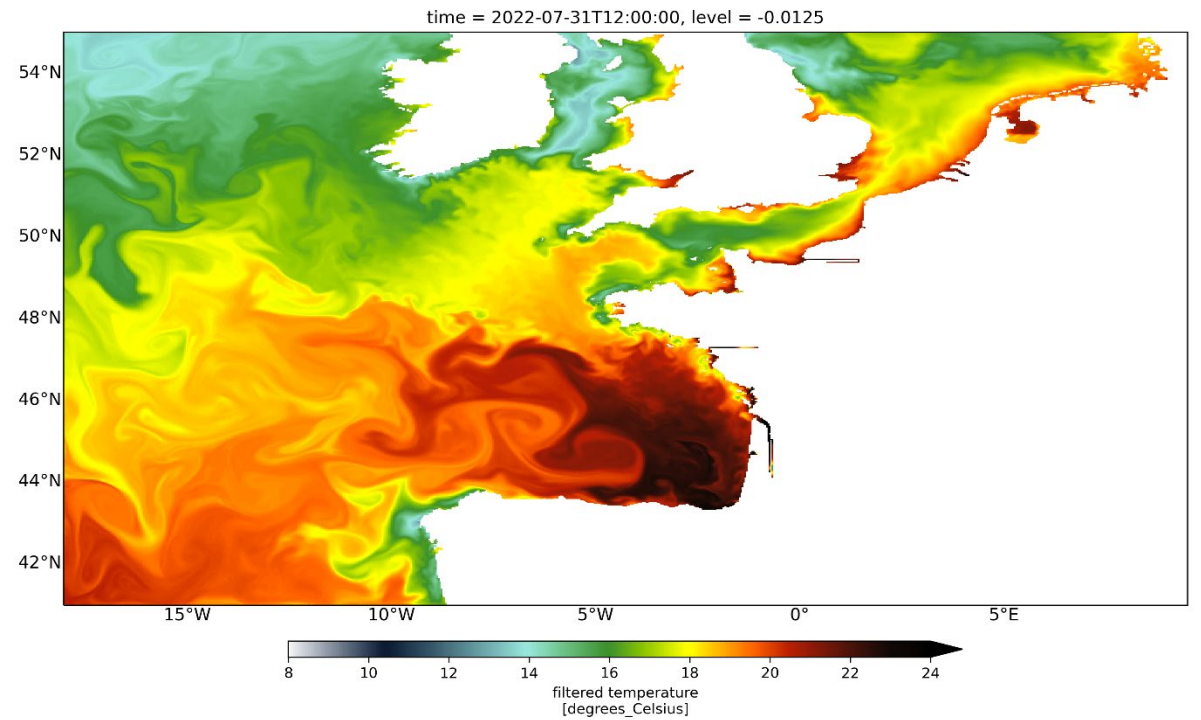 time = 2022-07-31T12:00:00, level = -0.0125
54°N
52°N
50°N
48°N
46°N
44°N
42°N
15°W 10°W 5°W 0° 5°E
8 10 12 14 16 18 20 22 24
filtered temperature
[degrees_Celsius]